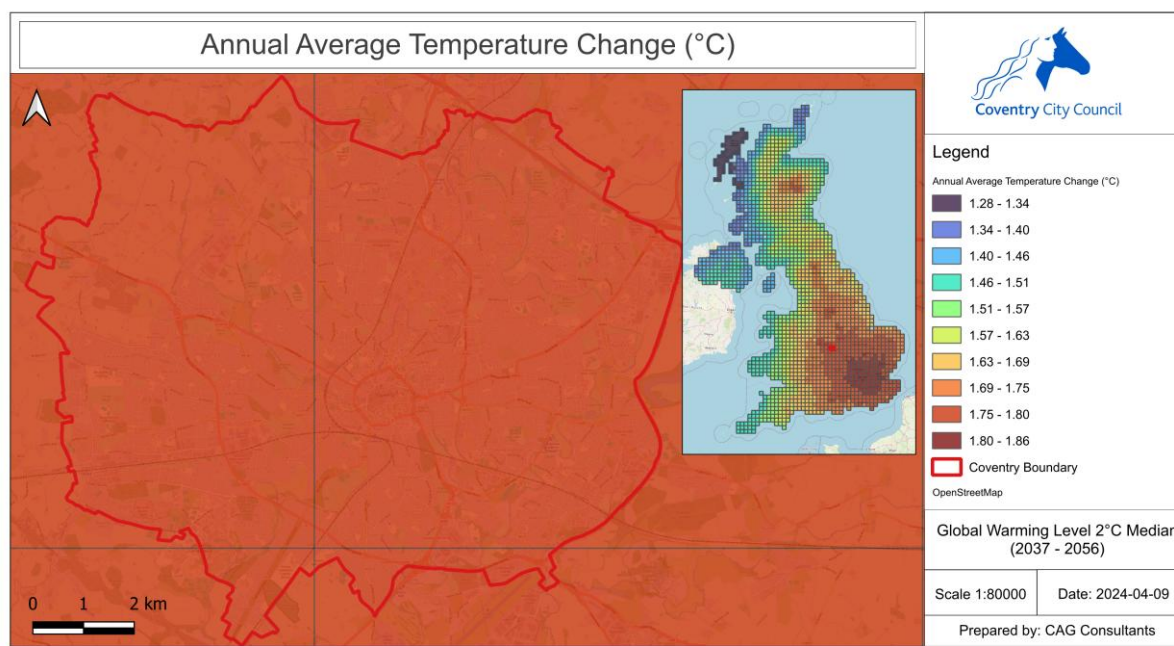 Annual Average Temperature Change (°C)
Coventry City Council
Legend
Annual Average Temperature Change (°C)
1.28 - 1.34
1.34 - 1.40
1.40 - 1.46
1.46 - 1.51
1.51 - 1.57
1.57 - 1.63
1.63 - 1.69
1.69 - 1.75
1.75 - 1.80
1.80 - 1.86
Coventry Boundary
OpenStreetMap
Global Warming Level 2°C Median
(2037 - 2056)
Scale 1:80000
Date: 2024-04-09
Prepared by: CAG Consultants
0 1 2 km